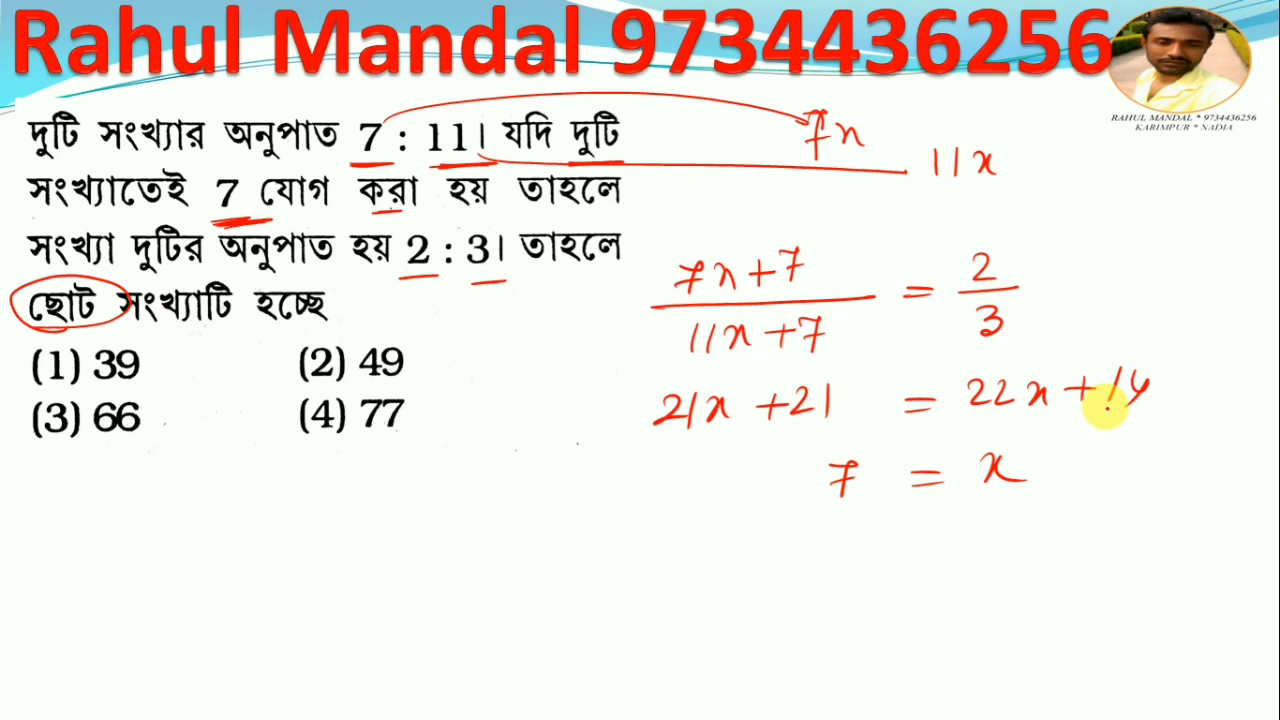 Rahul Mandal 9734436256
RAHUL MANDAL * 9734436256
KARIMPUR * NADIA
দুটি সংখ্যার অনুপাত 7 : 11। যদি দুটি
সংখ্যাতেই 7 যোগ করা হয় তাহলে
সংখ্যা দুটির অনুপাত হয় 2 : 3। তাহলে
ছোট সংখ্যাটি হচ্ছে
(1) 39 (2) 49
(3) 66 (4) 77
7x
11x
7x+7 = 2
11x+7 3
21x +21 = 22x+14
7 = x